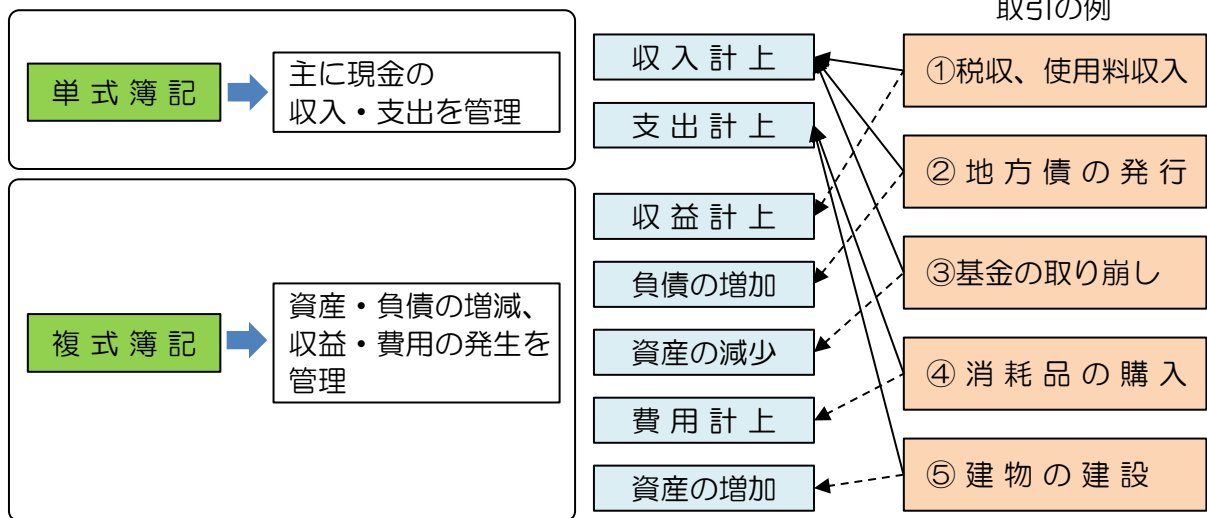 取引の例
単式簿記
主に現金の
収入・支出を管理
収入計上
支出計上
①税収、使用料収入
②地方債の発行
複式簿記
資産・負債の増減、
収益・費用の発生を
管理
収益計上
負債の増加
資産の減少
費用計上
資産の増加
③基金の取り崩し
④消耗品の購入
⑤建物の建設